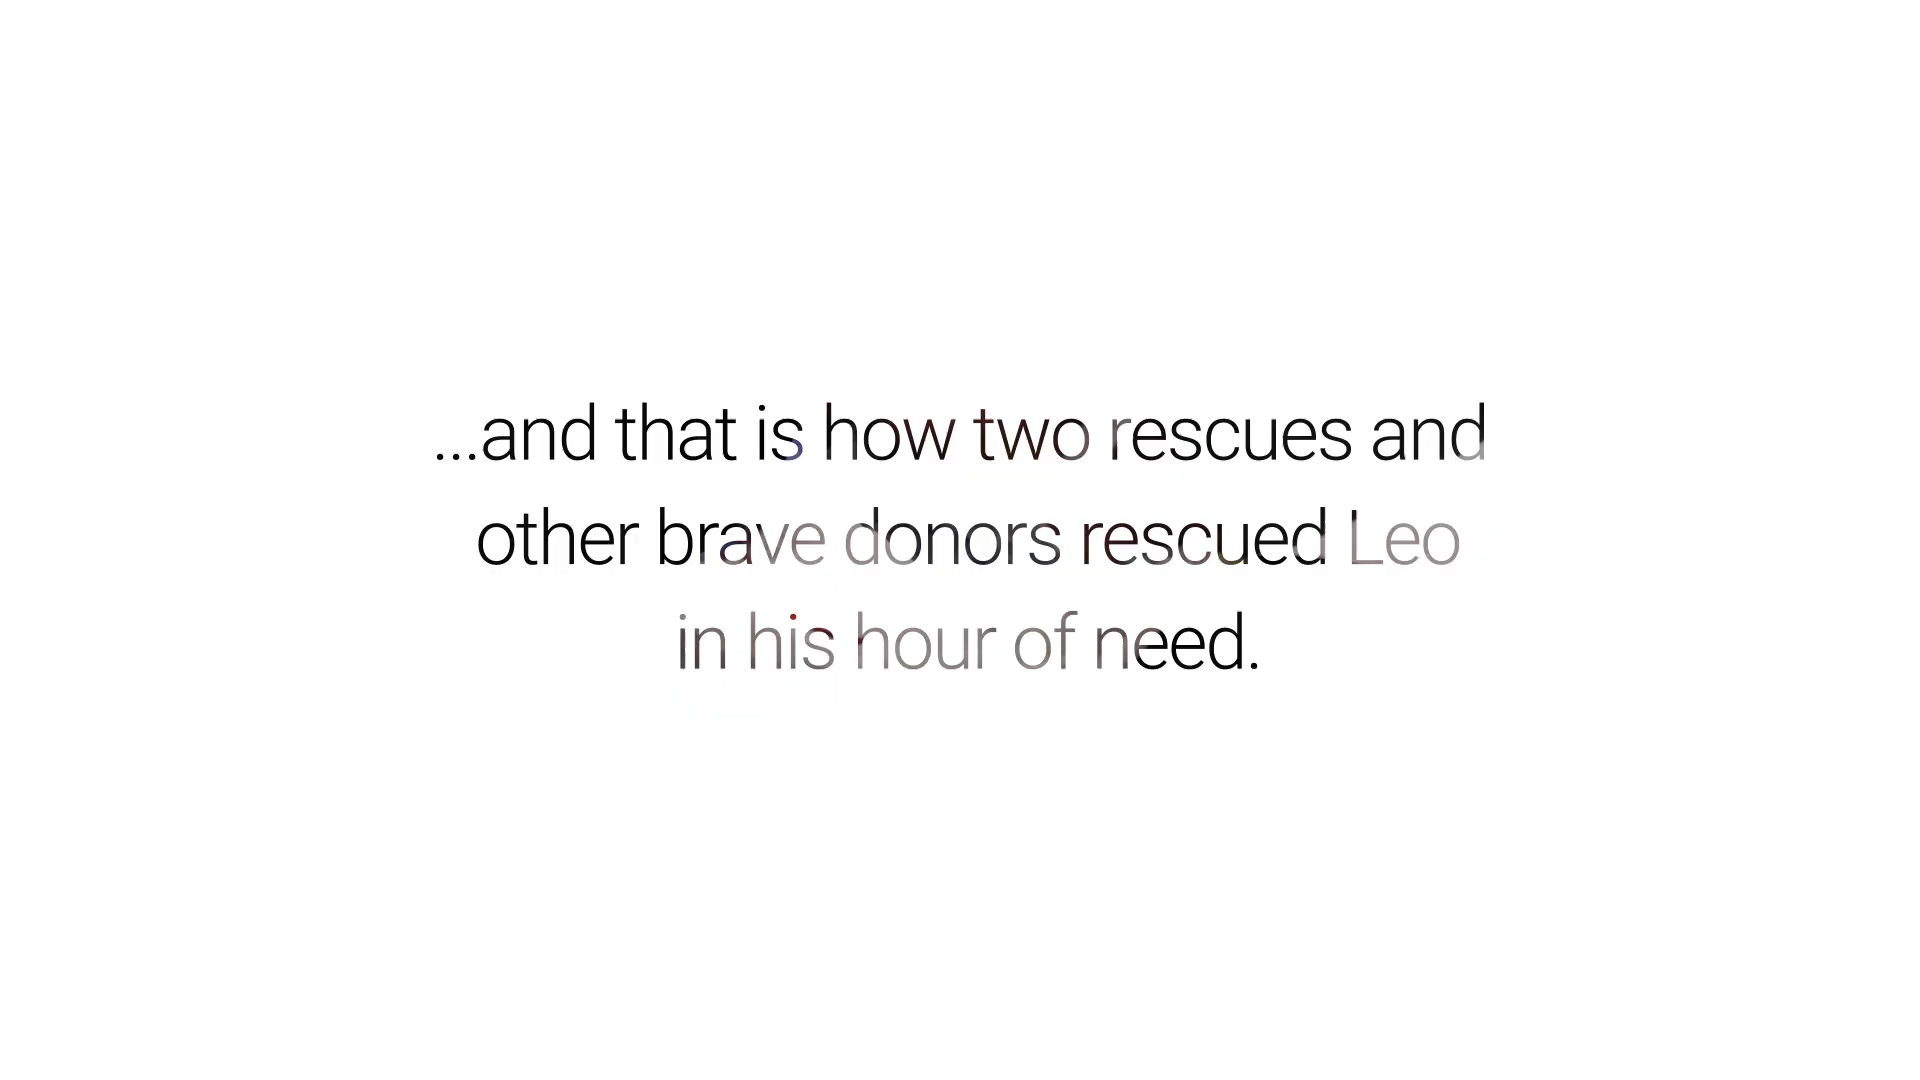 ...and that is how two rescues and
other brave donors rescued Leo
in his hour of need.